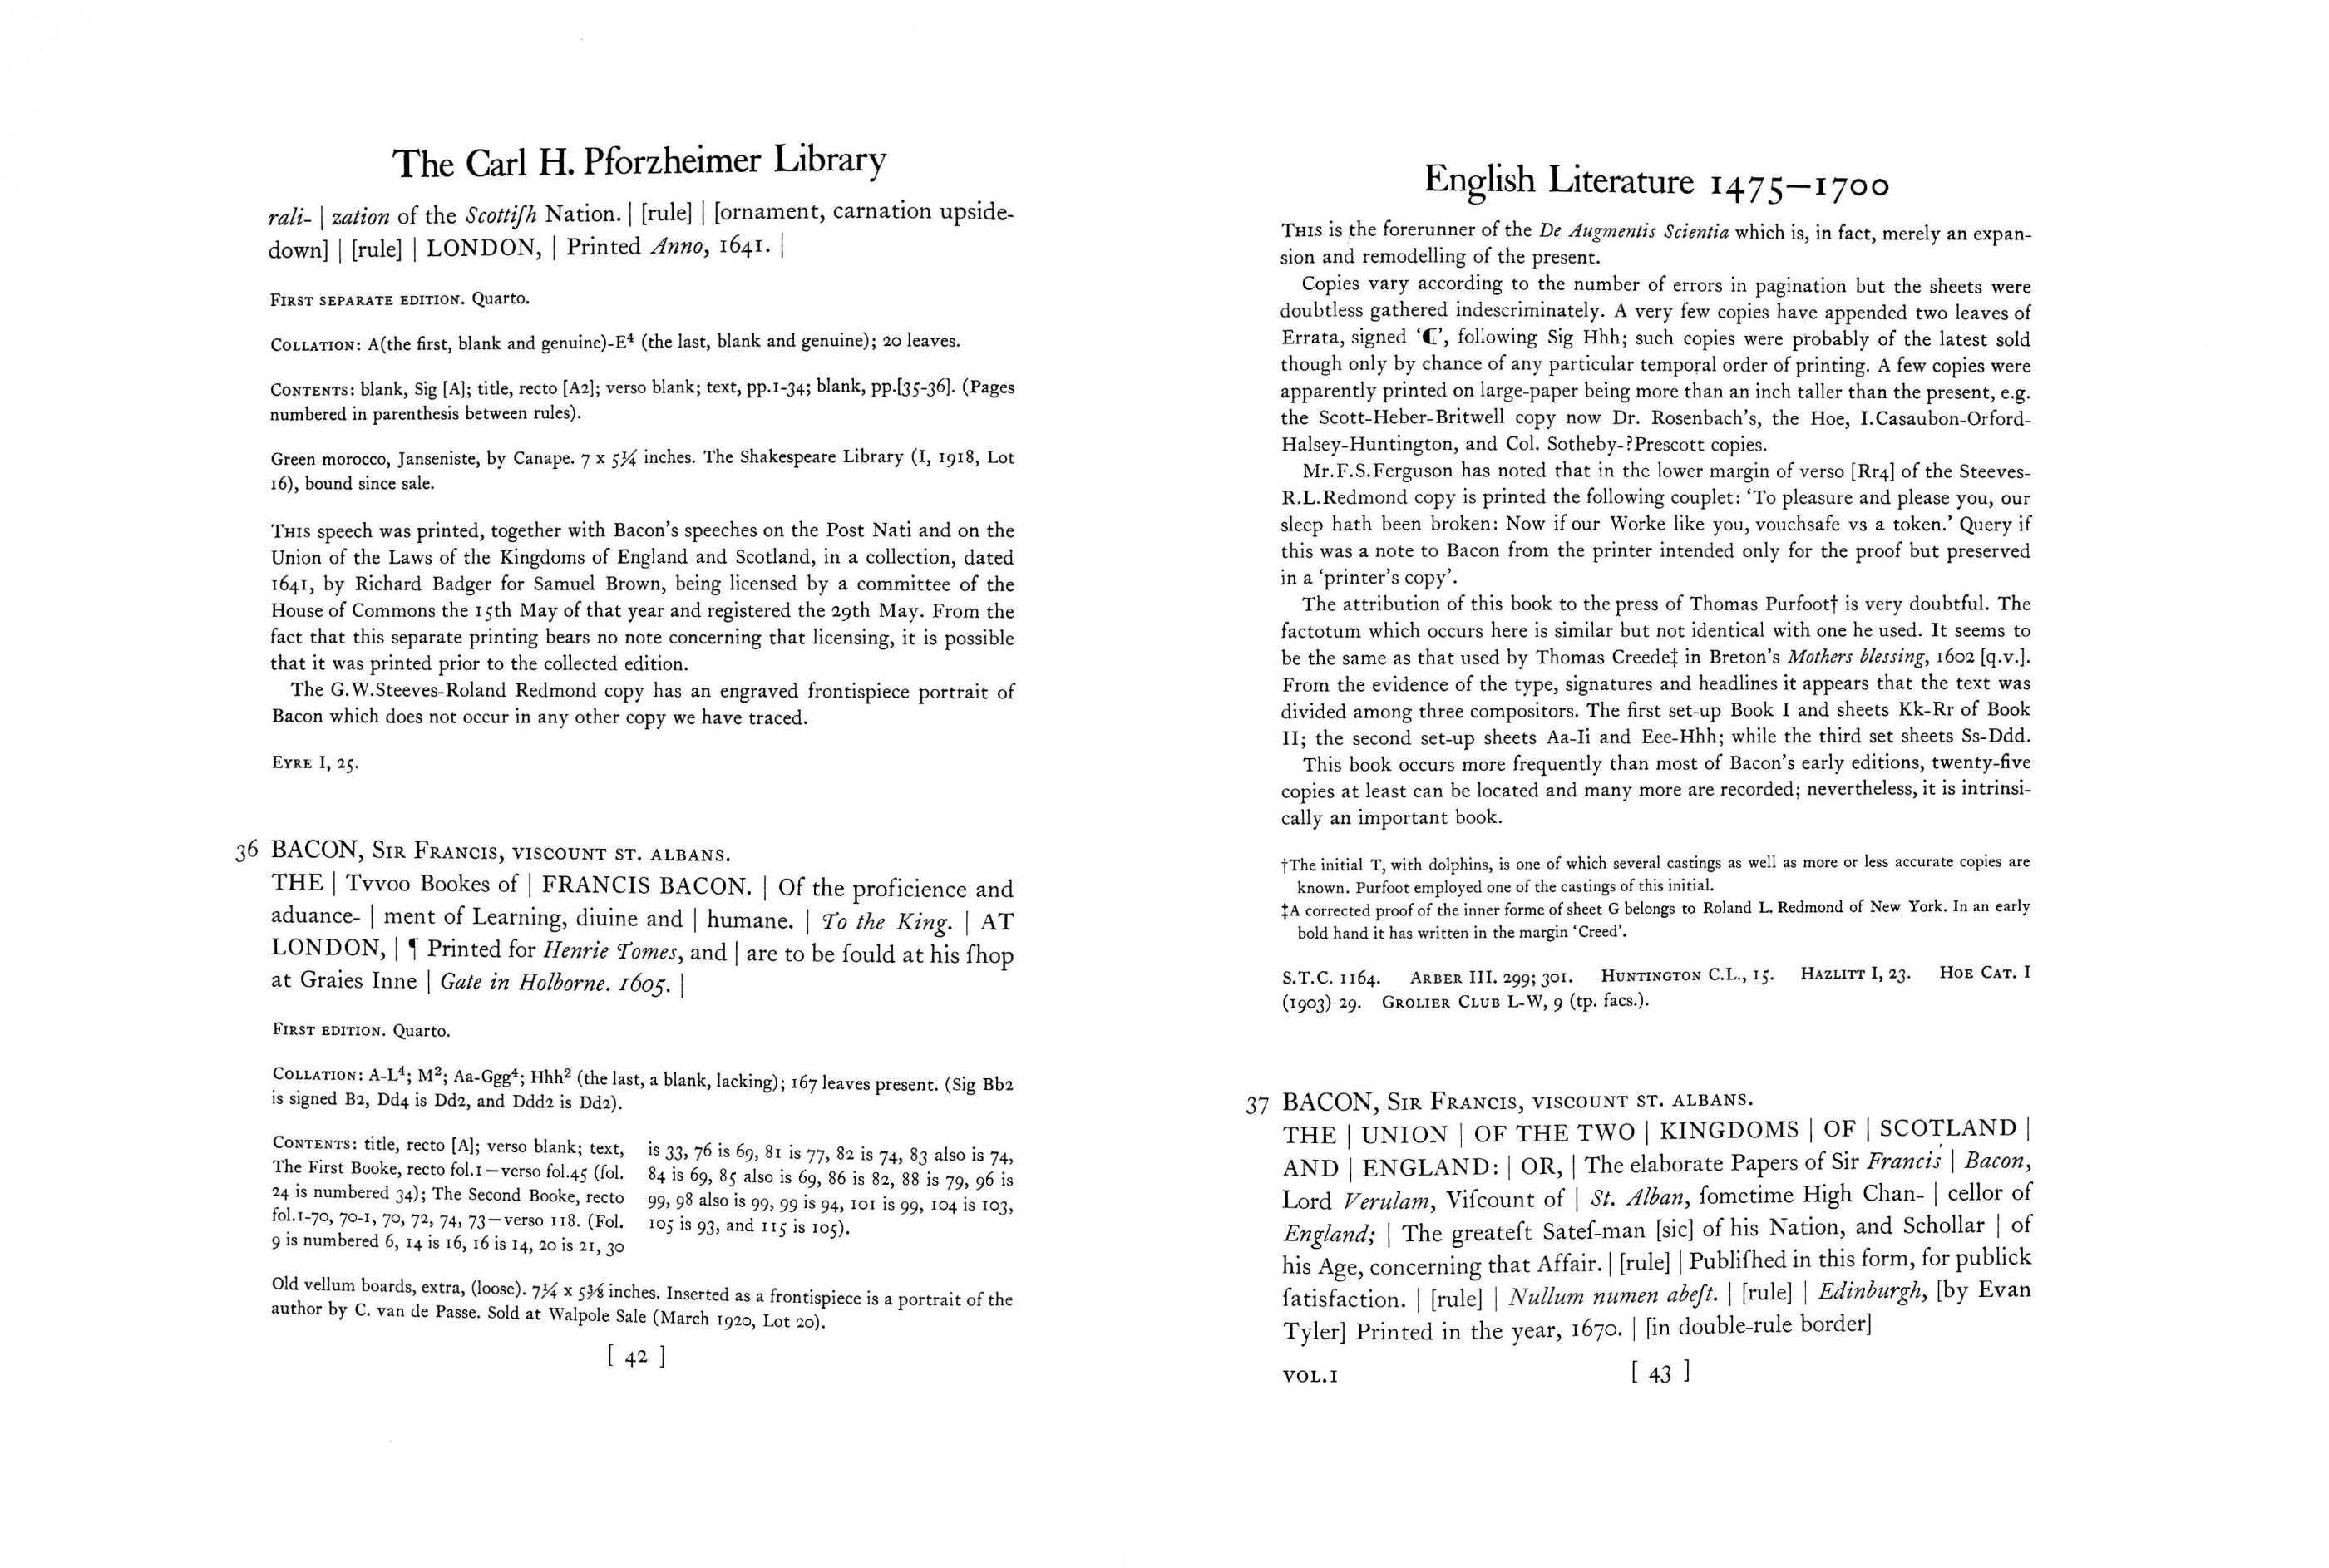 The Carl H. Pforzheimer Library
rali- | zation of the Scottiſh Nation. | [rule] | [ornament, carnation upside-
down] | [rule] | LONDON, | Printed Anno, 1641. |
FIRST SEPARATE EDITION. Quarto.
COLLATION: A(the first, blank and genuine)-E⁴ (the last, blank and genuine); 20 leaves.
CONTENTS: blank, Sig [A]; title, recto [A2]; verso blank; text, pp.1-34; blank, pp.[35-36]. (Pages
numbered in parenthesis between rules).
Green morocco, Janseniste, by Canape. 7 x 5¼ inches. The Shakespeare Library (I, 1918, Lot
16), bound since sale.
THIS speech was printed, together with Bacon's speeches on the Post Nati and on the
Union of the Laws of the Kingdoms of England and Scotland, in a collection, dated
1641, by Richard Badger for Samuel Brown, being licensed by a committee of the
House of Commons the 15th May of that year and registered the 29th May. From the
fact that this separate printing bears no note concerning that licensing, it is possible
that it was printed prior to the collected edition.
The G.W.Steeves-Roland Redmond copy has an engraved frontispiece portrait of
Bacon which does not occur in any other copy we have traced.
EYRE I, 25.
36 BACON, SIR FRANCIS, VISCOUNT ST. ALBANS.
THE | Tvvoo Bookes of | FRANCIS BACON. | Of the proficience and
aduance- | ment of Learning, diuine and | humane. | To the King. | AT
LONDON, | ¶ Printed for Henrie Tomes, and | are to be ſould at his ſhop
at Graies Inne | Gate in Holborne. 1605. |
FIRST EDITION. Quarto.
COLLATION: A-L⁴; M²; Aa-Ggg⁴; Hhh² (the last, a blank, lacking); 167 leaves present. (Sig Bb2
is signed B2, Dd4 is Dd2, and Ddd2 is Dd2).
CONTENTS: title, recto [A]; verso blank; text,
The First Booke, recto fol.1—verso fol.45 (fol.
24 is numbered 34); The Second Booke, recto
fol.1-70, 70-1, 70, 72, 74, 73—verso 118. (Fol.
9 is numbered 6, 14 is 16, 16 is 14, 20 is 21, 30
is 33, 76 is 69, 81 is 77, 82 is 74, 83 also is 74,
84 is 69, 85 also is 69, 86 is 82, 88 is 79, 96 is
99, 98 also is 99, 99 is 94, 101 is 99, 104 is 103,
105 is 93, and 115 is 105).
Old vellum boards, extra, (loose). 7¼ x 5⅜ inches. Inserted as a frontispiece is a portrait of the
author by C. van de Passe. Sold at Walpole Sale (March 1920, Lot 20).
[ 42 ]
English Literature 1475—1700
THIS is the forerunner of the De Augmentis Scientia which is, in fact, merely an expan-
sion and remodelling of the present.
Copies vary according to the number of errors in pagination but the sheets were
doubtless gathered indescriminately. A very few copies have appended two leaves of
Errata, signed '¶', following Sig Hhh; such copies were probably of the latest sold
though only by chance of any particular temporal order of printing. A few copies were
apparently printed on large-paper being more than an inch taller than the present, e.g.
the Scott-Heber-Britwell copy now Dr. Rosenbach's, the Hoe, I.Casaubon-Orford-
Halsey-Huntington, and Col. Sotheby-?Prescott copies.
Mr.F.S.Ferguson has noted that in the lower margin of verso [Rr4] of the Steeves-
R.L.Redmond copy is printed the following couplet: 'To pleasure and please you, our
sleep hath been broken: Now if our Worke like you, vouchsafe vs a token.' Query if
this was a note to Bacon from the printer intended only for the proof but preserved
in a 'printer's copy'.
The attribution of this book to the press of Thomas Purfoot† is very doubtful. The
factotum which occurs here is similar but not identical with one he used. It seems to
be the same as that used by Thomas Creede‡ in Breton's Mothers blessing, 1602 [q.v.].
From the evidence of the type, signatures and headlines it appears that the text was
divided among three compositors. The first set-up Book I and sheets Kk-Rr of Book
II; the second set-up sheets Aa-Ii and Eee-Hhh; while the third set sheets Ss-Ddd.
This book occurs more frequently than most of Bacon's early editions, twenty-five
copies at least can be located and many more are recorded; nevertheless, it is intrinsi-
cally an important book.
†The initial T, with dolphins, is one of which several castings as well as more or less accurate copies are
known. Purfoot employed one of the castings of this initial.
‡A corrected proof of the inner forme of sheet G belongs to Roland L. Redmond of New York. In an early
bold hand it has written in the margin 'Creed'.
S.T.C. 1164. ARBER III. 299; 301. HUNTINGTON C.L., 15. HAZLITT I, 23. HOE CAT. I
(1903) 29. GROLIER CLUB L-W, 9 (tp. facs.).
37 BACON, SIR FRANCIS, VISCOUNT ST. ALBANS.
THE | UNION | OF THE TWO | KINGDOMS | OF | SCOTLAND |
AND | ENGLAND: | OR, | The elaborate Papers of Sir Francis | Bacon,
Lord Verulam, Viſcount of | St. Alban, ſometime High Chan- | cellor of
England; | The greateſt Sateſ-man [sic] of his Nation, and Schollar | of
his Age, concerning that Affair. | [rule] | Publiſhed in this form, for publick
ſatisfaction. | [rule] | Nullum numen abeſt. | [rule] | Edinburgh, [by Evan
Tyler] Printed in the year, 1670. | [in double-rule border]
VOL.I [ 43 ]